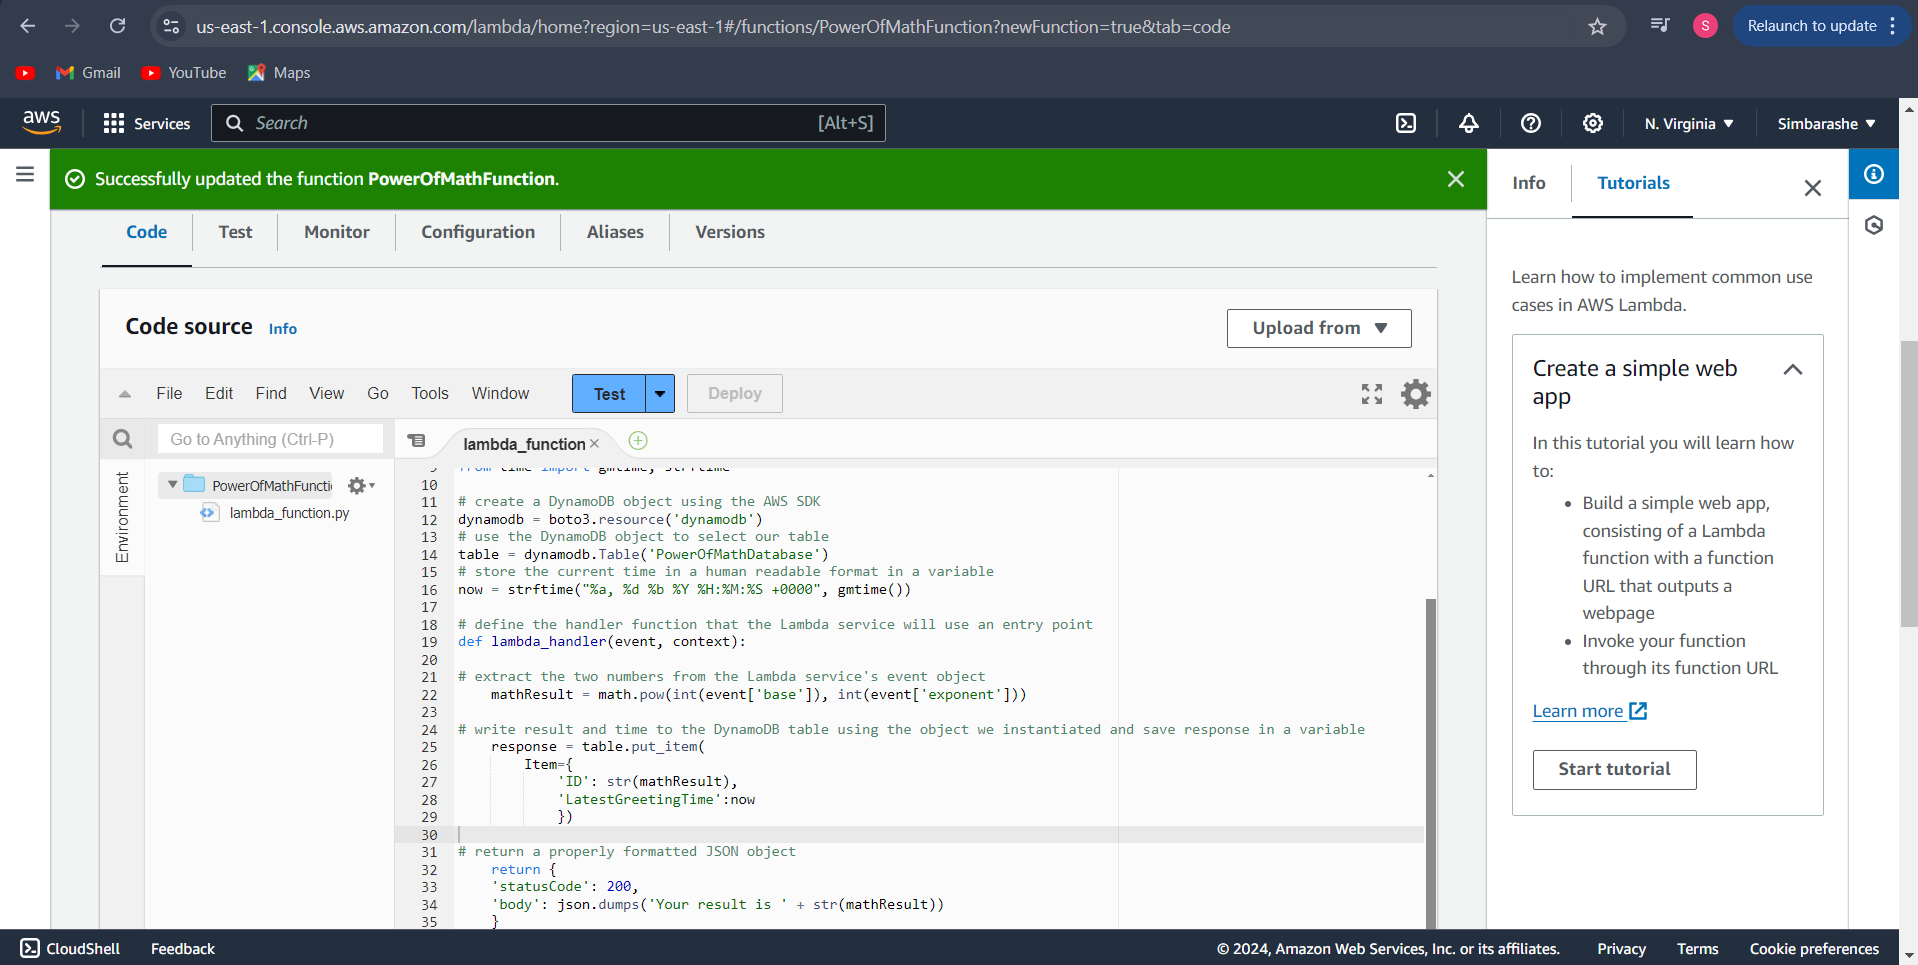 us-east-1.console.aws.amazon.com/lambda/home?region=us-east-1#/functions/PowerOfMathFunction?newFunction=true&tab=code
S
Relaunch to update
Gmail
YouTube
Maps
aws
Services
Search
[Alt+S]
N. Virginia
Simbarashe
Successfully updated the function PowerOfMathFunction.
Info
Tutorials
Code
Test
Monitor
Configuration
Aliases
Versions
Code source
Info
Upload from
File
Edit
Find
View
Go
Tools
Window
Test
Deploy
Go to Anything (Ctrl-P)
lambda_function
Environment
PowerOfMathFuncti
lambda_function.py
9 from time import gmtime, strftime
10
11 # create a DynamoDB object using the AWS SDK
12 dynamodb = boto3.resource('dynamodb')
13 # use the DynamoDB object to select our table
14 table = dynamodb.Table('PowerOfMathDatabase')
15 # store the current time in a human readable format in a variable
16 now = strftime("%a, %d %b %Y %H:%M:%S +0000", gmtime())
17
18 # define the handler function that the Lambda service will use an entry point
19 def lambda_handler(event, context):
20
21 # extract the two numbers from the Lambda service's event object
22     mathResult = math.pow(int(event['base']), int(event['exponent']))
23
24 # write result and time to the DynamoDB table using the object we instantiated and save response in a variable
25     response = table.put_item(
26         Item={
27             'ID': str(mathResult),
28             'LatestGreetingTime':now
29             })
30
31 # return a properly formatted JSON object
32     return {
33     'statusCode': 200,
34     'body': json.dumps('Your result is ' + str(mathResult))
35     }
Learn how to implement common use
cases in AWS Lambda.
Create a simple web
app
In this tutorial you will learn how
to:
• Build a simple web app,
consisting of a Lambda
function with a function
URL that outputs a
webpage
• Invoke your function
through its function URL
Learn more
Start tutorial
CloudShell
Feedback
© 2024, Amazon Web Services, Inc. or its affiliates.
Privacy
Terms
Cookie preferences